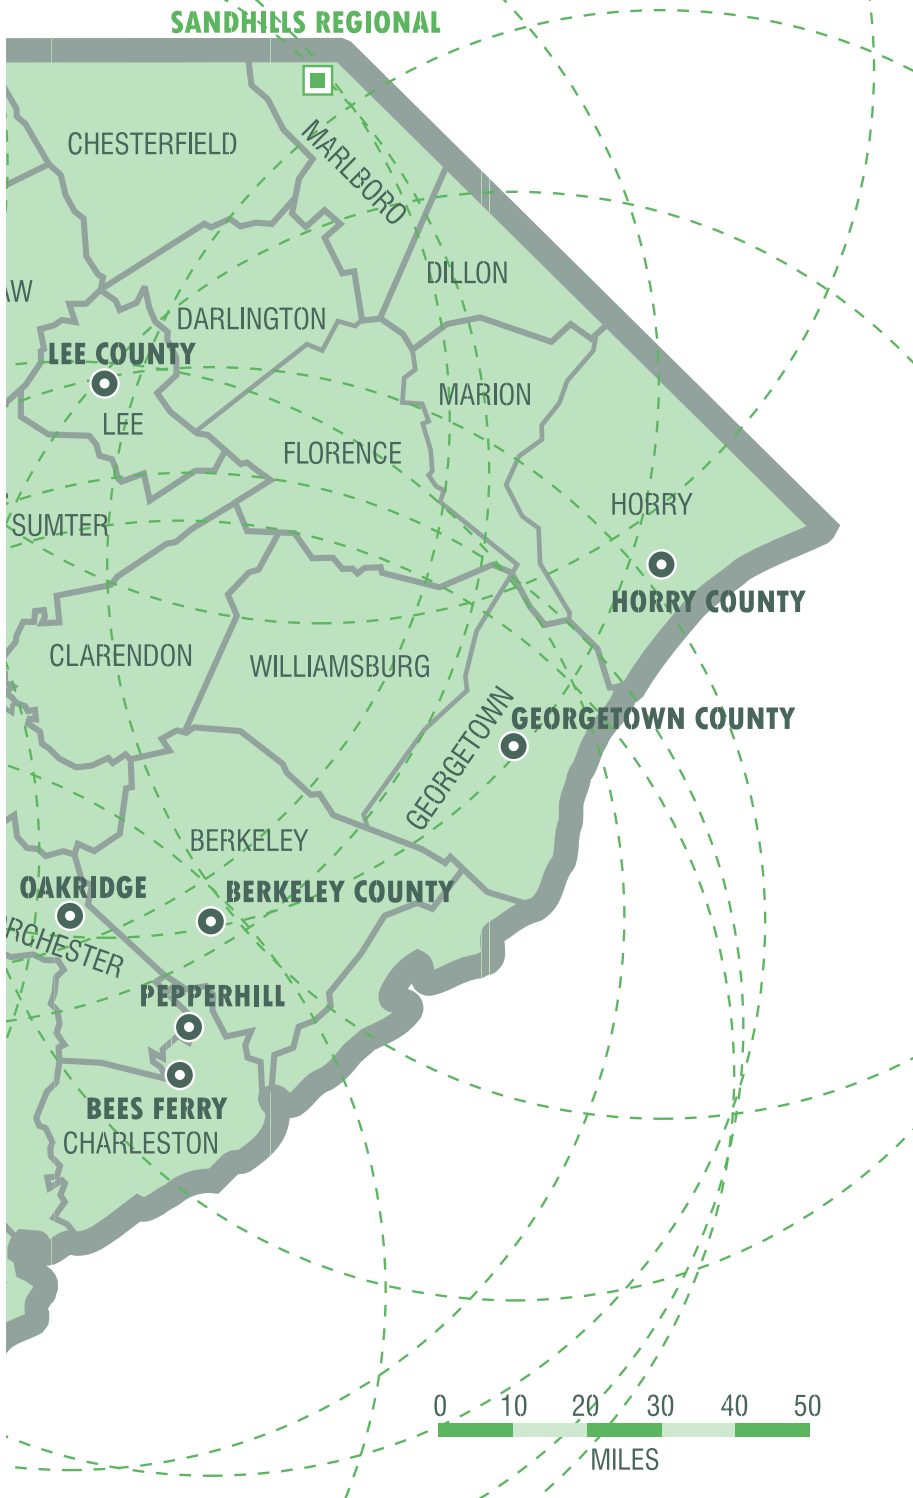 SANDHILLS REGIONAL
CHESTERFIELD
MARLBORO
DILLON
AW
DARLINGTON
LEE COUNTY
MARION
LEE
FLORENCE
HORRY
SUMTER
HORRY COUNTY
CLARENDON
WILLIAMSBURG
GEORGETOWN
GEORGETOWN COUNTY
BERKELEY
OAKRIDGE
BERKELEY COUNTY
RCHESTER
PEPPERHILL
BEES FERRY
CHARLESTON
0 10 20 30 40 50
MILES